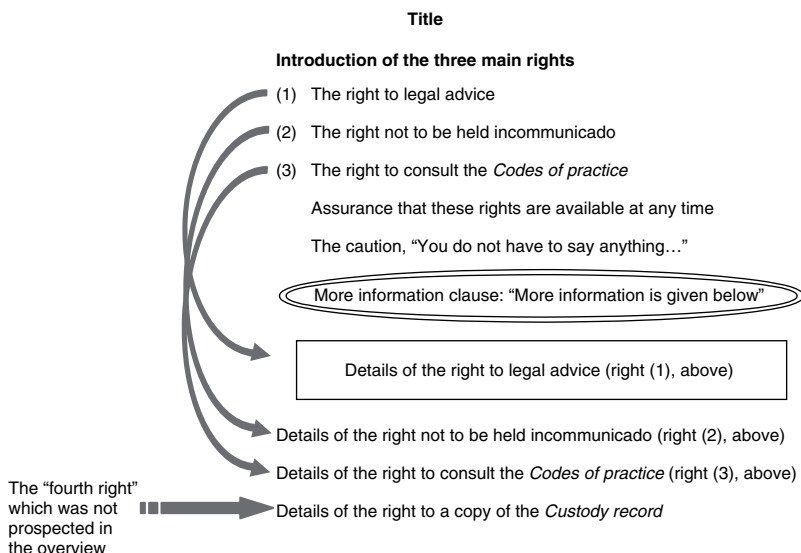 Title
Introduction of the three main rights
(1) The right to legal advice
(2) The right not to be held incommunicado
(3) The right to consult the Codes of practice
Assurance that these rights are available at any time
The caution, “You do not have to say anything…”
More information clause: “More information is given below”
Details of the right to legal advice (right (1), above)
Details of the right not to be held incommunicado (right (2), above)
Details of the right to consult the Codes of practice (right (3), above)
The “fourth right”
which was not
prospected in
the overview
Details of the right to a copy of the Custody record